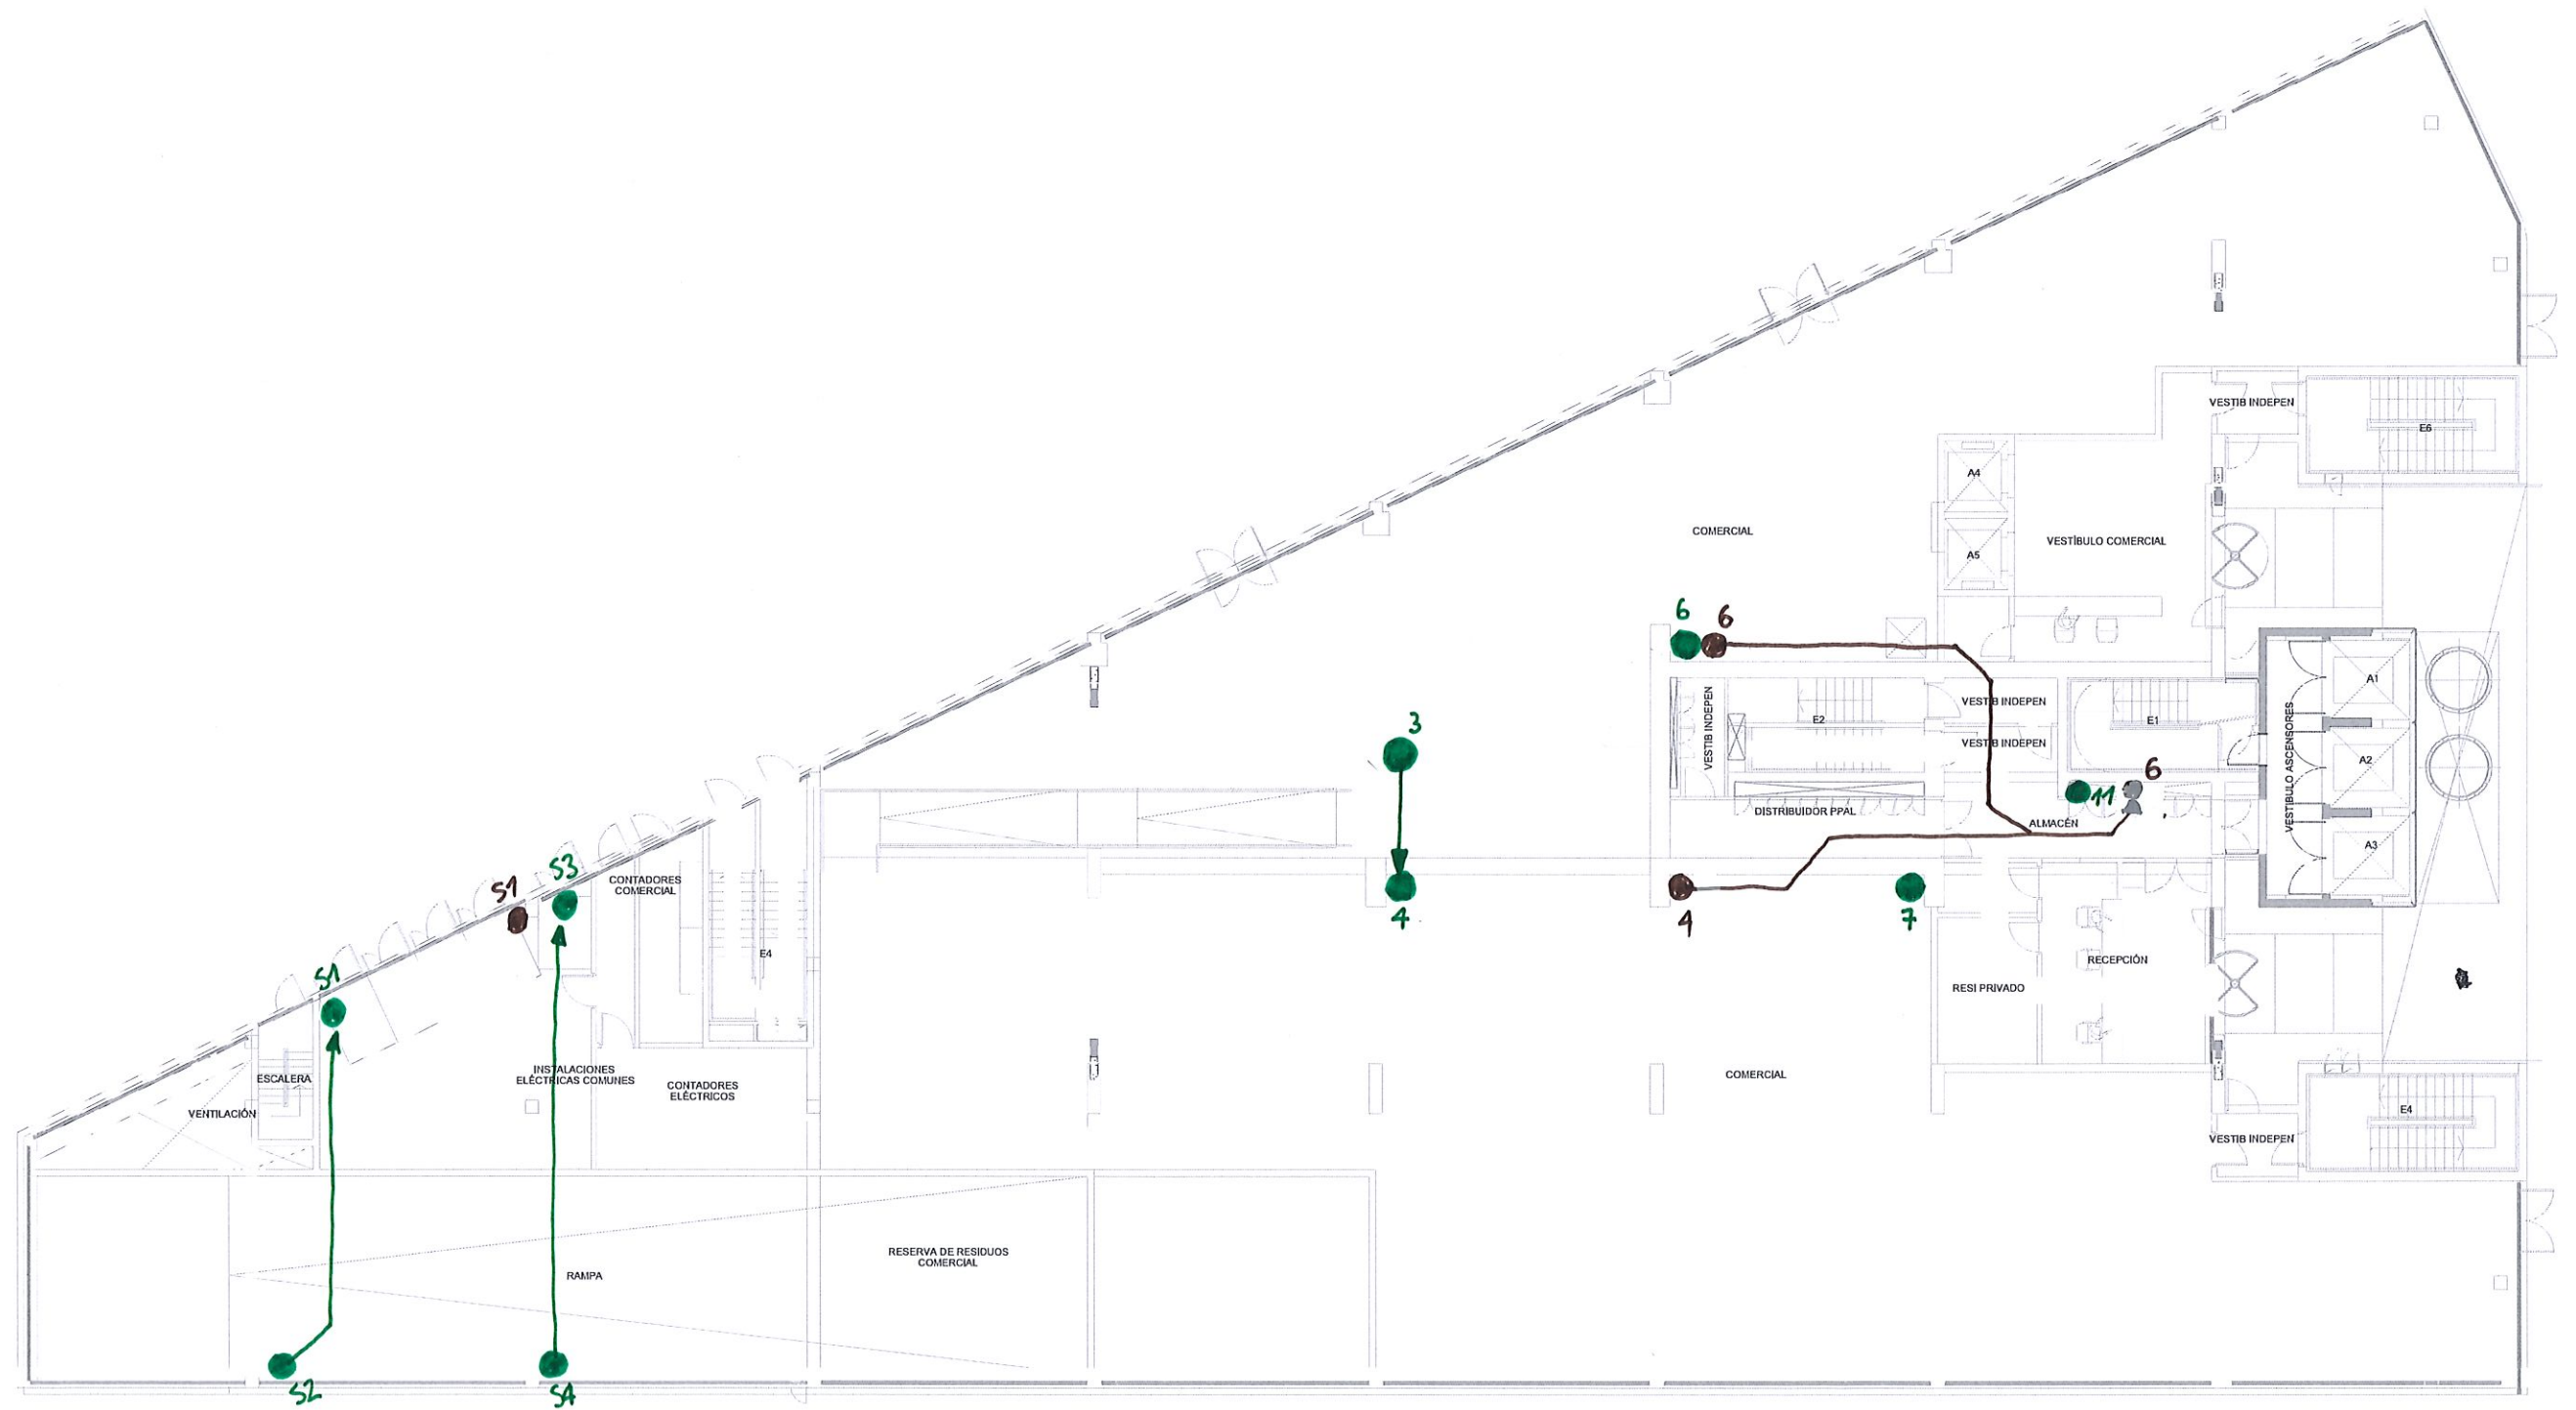 VESTIB INDEPEN
E6
A4
COMERCIAL
VESTÍBULO COMERCIAL
A5
6
6
A1
VESTIB INDEPEN
VESTIB INDEPEN
E2
E1
3
VESTIB INDEPEN
VESTIBULO ASCENSORES
A2
6
11
DISTRIBUIDOR PPAL
ALMACÉN
A3
S3
S1
CONTADORES
COMERCIAL
4
4
7
E4
S1
RECEPCIÓN
RESI PRIVADO
ESCALERA
INSTALACIONES
ELÉCTRICAS COMUNES
CONTADORES
ELÉCTRICOS
COMERCIAL
VENTILACIÓN
E4
VESTIB INDEPEN
RESERVA DE RESIDUOS
COMERCIAL
RAMPA
S2
S4